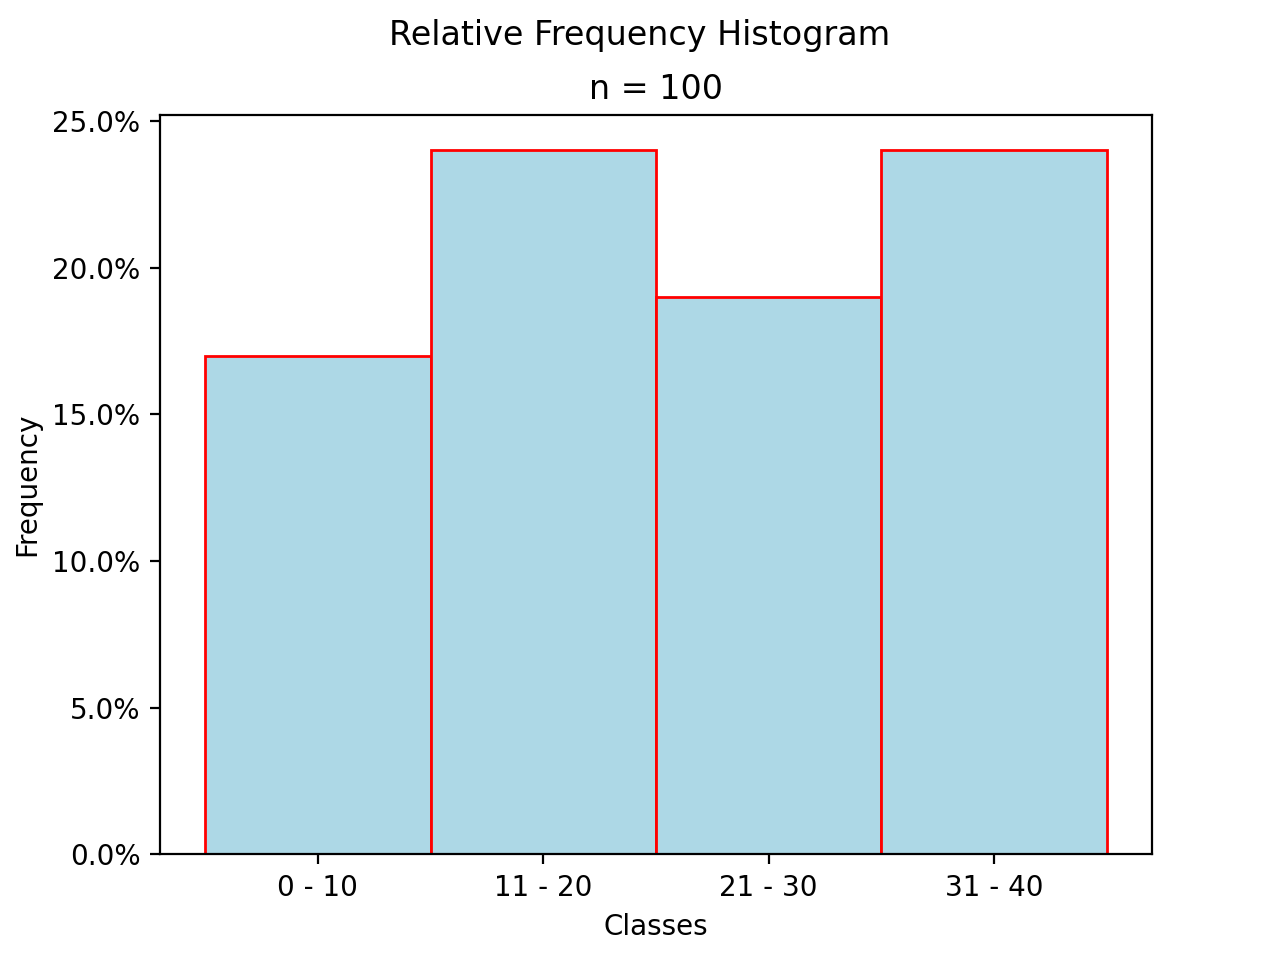 Relative Frequency Histogram
n = 100
25.0%
20.0%
15.0%
10.0%
5.0%
0.0%
Frequency
0 - 10 11 - 20 21 - 30 31 - 40
Classes